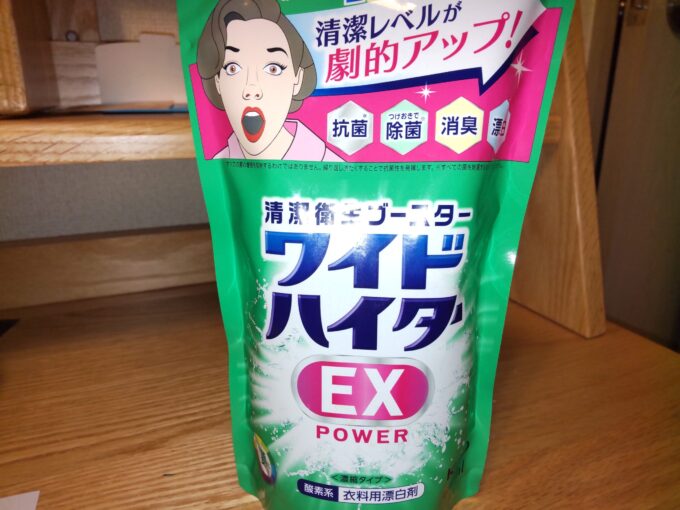 清潔レベルが
劇的アップ!
抗菌
つけおきで
除菌
消臭
漂白
清潔衛生ブースター
ワイド
ハイター
EX
POWER
<濃縮タイプ>
酸素系 衣料用漂白剤